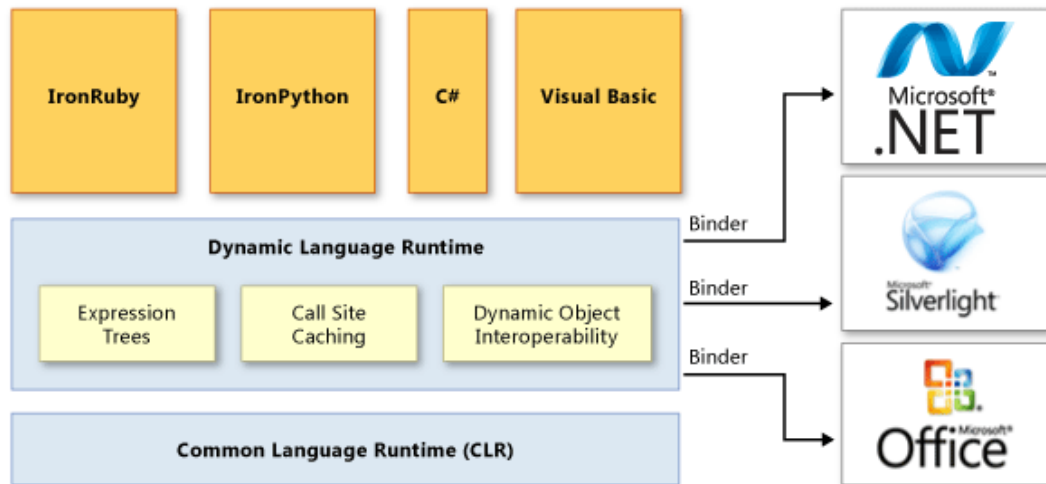 IronRuby
IronPython
C#
Visual Basic
Dynamic Language Runtime
Expression
Trees
Call Site
Caching
Dynamic Object
Interoperability
Common Language Runtime (CLR)
Binder
Binder
Binder
™
Microsoft®
.NET
Microsoft®
Silverlight
Microsoft®
Office